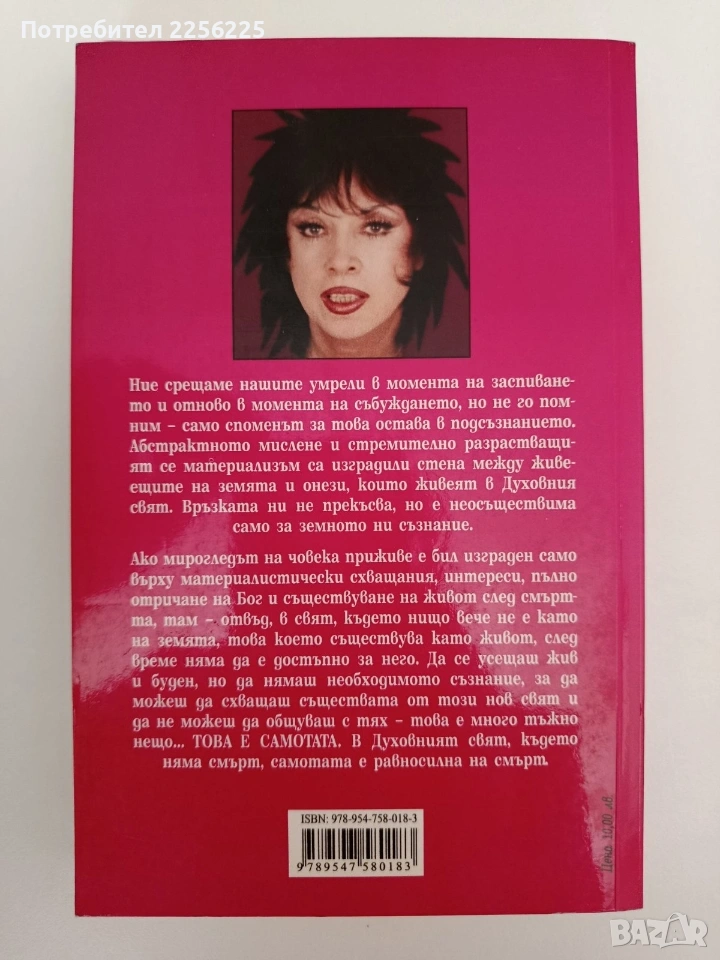 Потребител 2256225
Ние срещаме нашите умрели в момента на заспиване-
то и отново в момента на събуждането, но не го пом-
ним – само споменът за това остава в подсъзнанието.
Абстрактното мислене и стремително разрастващи-
ят се материализъм са изградили стена между живе-
ещите на земята и онези, които живеят в Духовния
свят. Връзката ни не прекъсва, но е неосъществима
само за земното ни съзнание.
Ако мирогледът на човека приживе е бил изграден само
върху материалистически схващания, интереси, пълно
отричане на Бог и съществуване на живот след смърт-
та, там – отвъд, в свят, където нищо вече не е като
на земята, това което съществува като живот, след
време няма да е достъпно за него. Да се усещаш жив
и буден, но да нямаш необходимото съзнание, за да
можеш да схващаш съществата от този нов свят и
да не можеш да общуваш с тях – това е много тъжно
нещо... ТОВА Е САМОТАТА. В Духовният свят, където
няма смърт, самотата е равносилна на смърт.
ISBN: 978-954-758-018-3
9 789547 580183
Цена 10,00 лв.
BAZAR